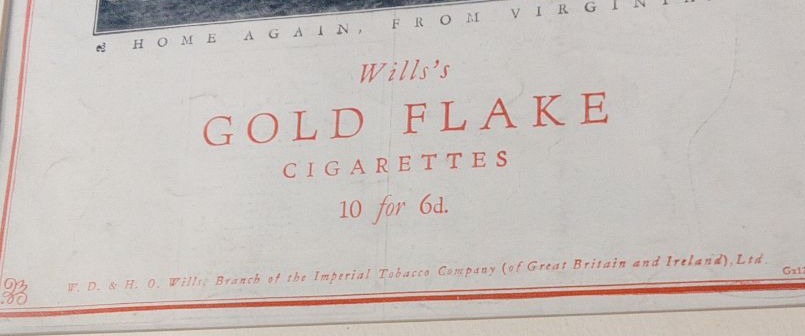 HOME AGAIN, FROM VIRGINIA
Wills's
GOLD FLAKE
CIGARETTES
10 for 6d.
W. D. & H. O. Wills: Branch of the Imperial Tobacco Company (of Great Britain and Ireland), Ltd.